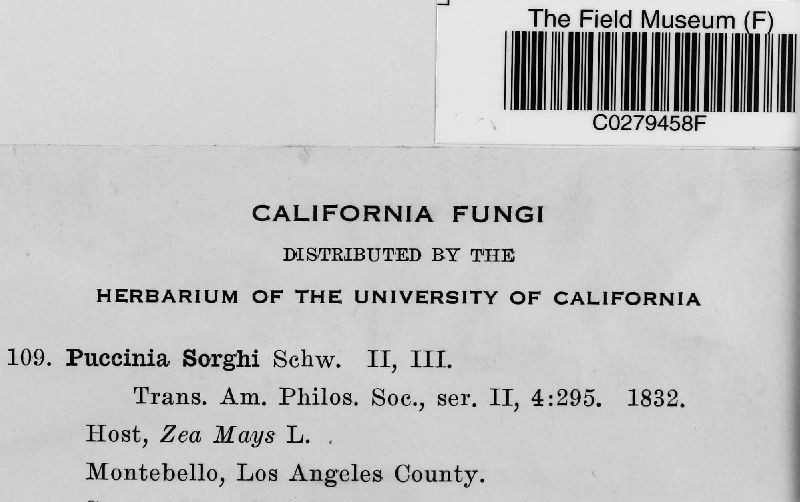 The Field Museum (F)
C0279458F
CALIFORNIA FUNGI
DISTRIBUTED BY THE
HERBARIUM OF THE UNIVERSITY OF CALIFORNIA
109. Puccinia Sorghi Schw. II, III.
Trans. Am. Philos. Soc., ser. II, 4:295. 1832.
Host, Zea Mays L.
Montebello, Los Angeles County.